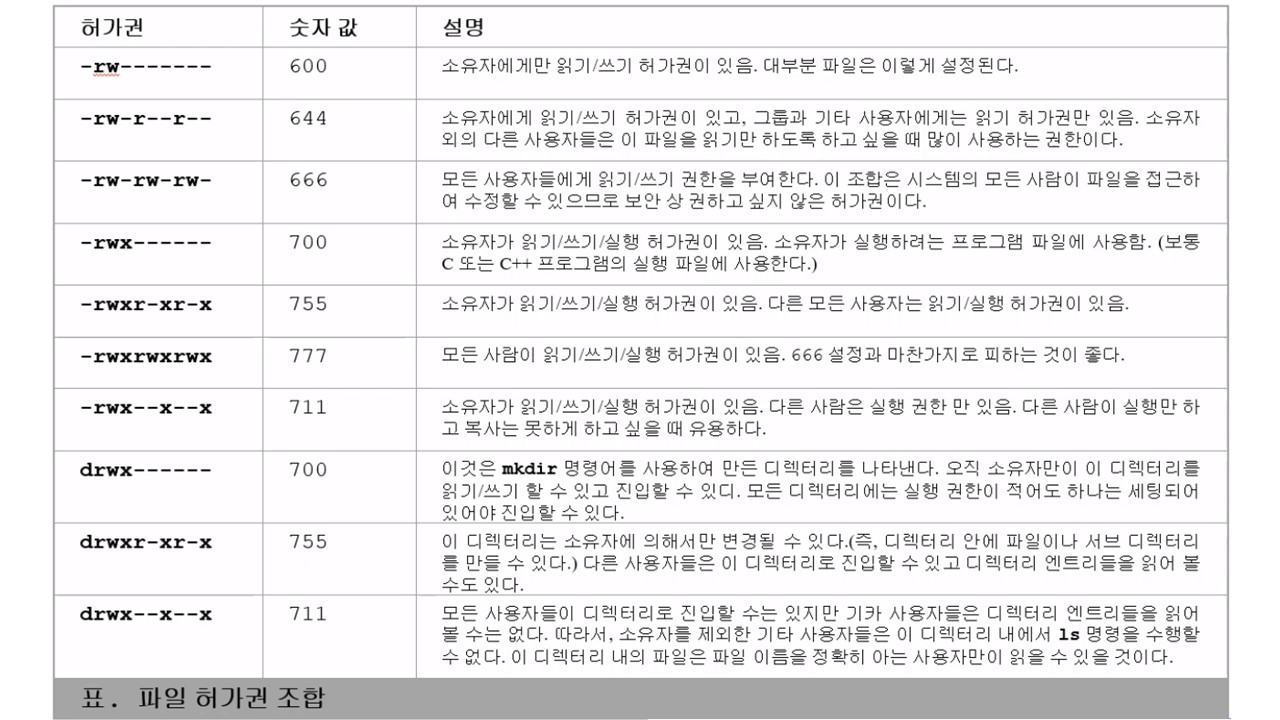 허가권 숫자 값 설명
-rw------- 600 소유자에게만 읽기/쓰기 허가권이 있음. 대부분 파일은 이렇게 설정된다.
-rw-r--r-- 644 소유자에게 읽기/쓰기 허가권이 있고, 그룹과 기타 사용자에게는 읽기 허가권만 있음. 소유자
외의 다른 사용자들은 이 파일을 읽기만 하도록 하고 싶을 때 많이 사용하는 권한이다.
-rw-rw-rw- 666 모든 사용자들에게 읽기/쓰기 권한을 부여한다. 이 조합은 시스템의 모든 사람이 파일을 접근하
여 수정할 수 있으므로 보안 상 권하고 싶지 않은 허가권이다.
-rwx------ 700 소유자가 읽기/쓰기/실행 허가권이 있음. 소유자가 실행하려는 프로그램 파일에 사용함. (보통
C 또는 C++ 프로그램의 실행 파일에 사용한다.)
-rwxr-xr-x 755 소유자가 읽기/쓰기/실행 허가권이 있음. 다른 모든 사용자는 읽기/실행 허가권이 있음.
-rwxrwxrwx 777 모든 사람이 읽기/쓰기/실행 허가권이 있음. 666 설정과 마찬가지로 피하는 것이 좋다.
-rwx--x--x 711 소유자가 읽기/쓰기/실행 허가권이 있음. 다른 사람은 실행 권한 만 있음. 다른 사람이 실행만 하
고 복사는 못하게 하고 싶을 때 유용하다.
drwx------ 700 이것은 mkdir 명령어를 사용하여 만든 디렉터리를 나타낸다. 오직 소유자만이 이 디렉터리를
읽기/쓰기 할 수 있고 진입할 수 있디. 모든 디렉터리에는 실행 권한이 적어도 하나는 세팅되어
있어야 진입할 수 있다.
drwxr-xr-x 755 이 디렉터리는 소유자에 의해서만 변경될 수 있다.(즉, 디렉터리 안에 파일이나 서브 디렉터리
를 만들 수 있다.) 다른 사용자들은 이 디렉터리로 진입할 수 있고 디렉터리 엔트리들을 읽어 볼
수도 있다.
drwx--x--x 711 모든 사용자들이 디렉터리로 진입할 수는 있지만 기카 사용자들은 디렉터리 엔트리들을 읽어
볼 수는 없다. 따라서, 소유자를 제외한 기타 사용자들은 이 디렉터리 내에서 ls 명령을 수행할
수 없다. 이 디렉터리 내의 파일은 파일 이름을 정확히 아는 사용자만이 읽을 수 있을 것이다.
표. 파일 허가권 조합